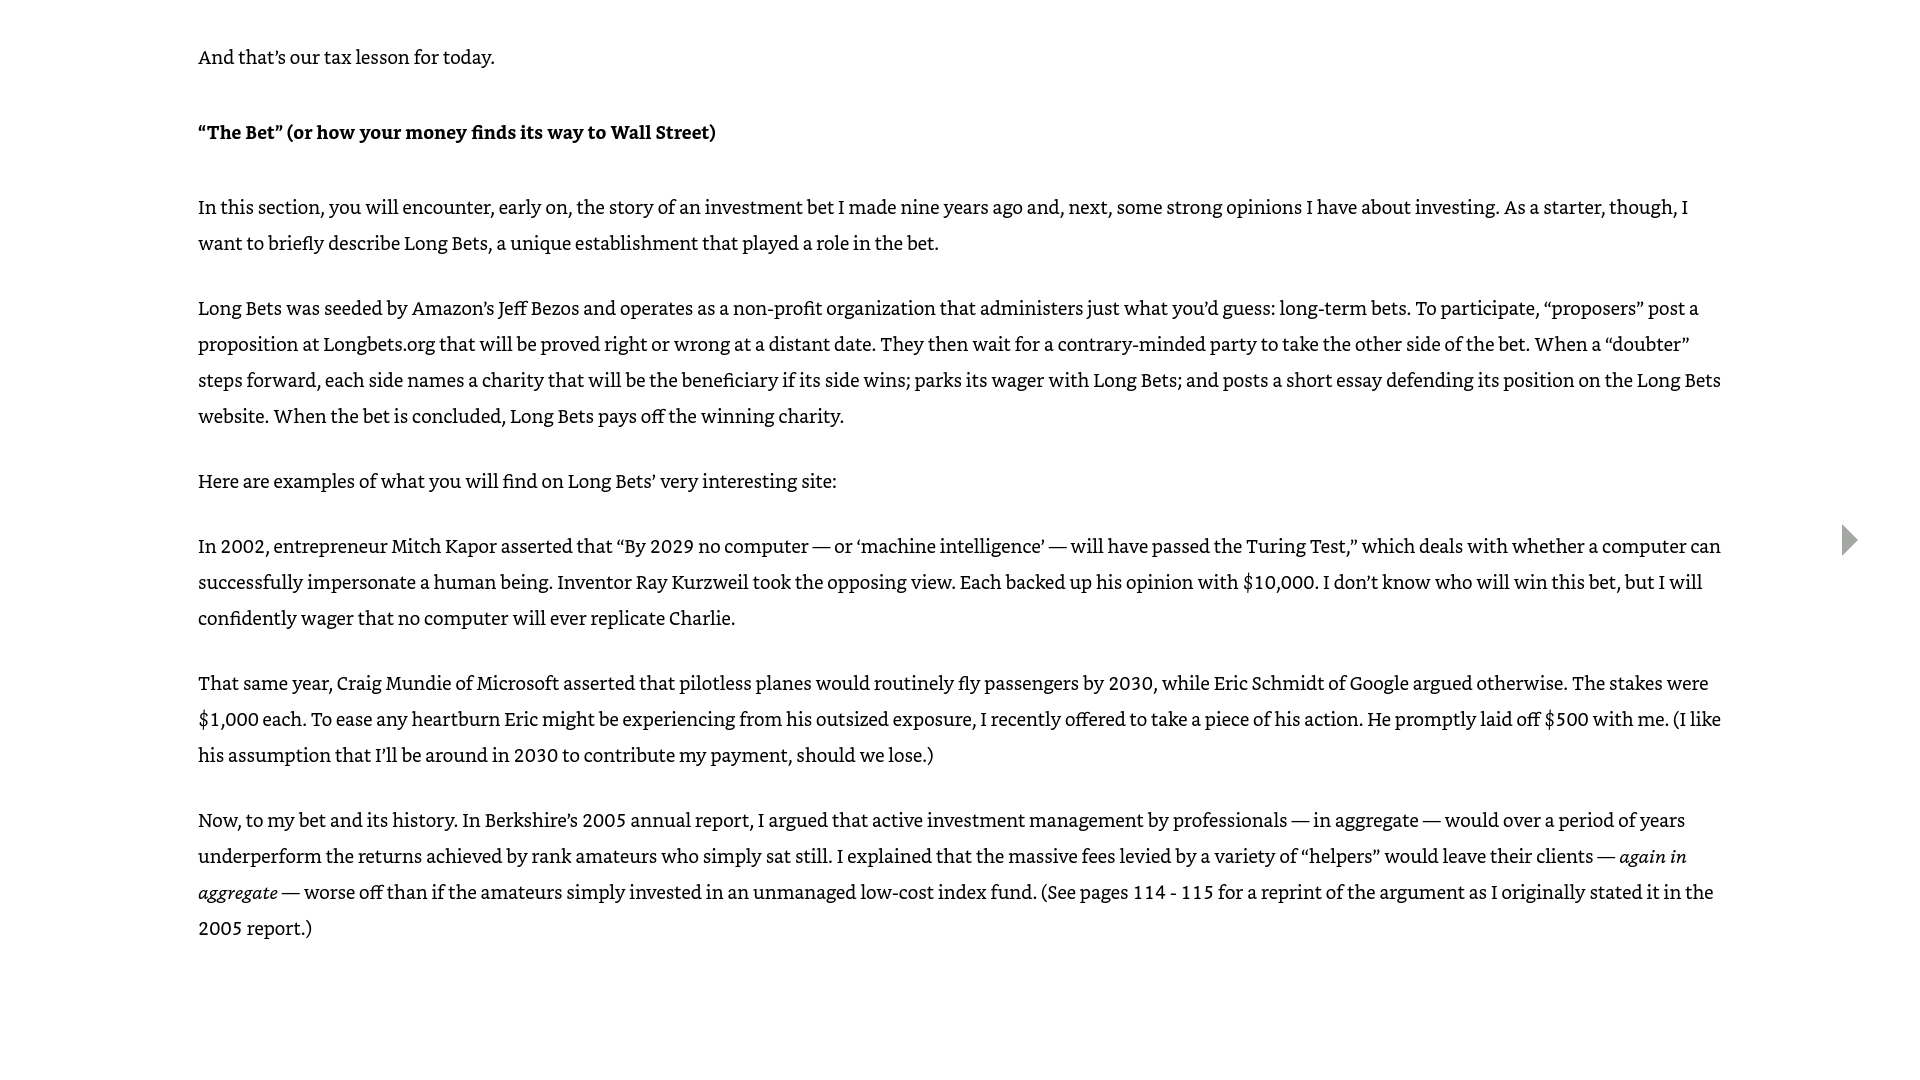 And that’s our tax lesson for today.
“The Bet” (or how your money finds its way to Wall Street)
In this section, you will encounter, early on, the story of an investment bet I made nine years ago and, next, some strong opinions I have about investing. As a starter, though, I
want to briefly describe Long Bets, a unique establishment that played a role in the bet.
Long Bets was seeded by Amazon’s Jeff Bezos and operates as a non-profit organization that administers just what you’d guess: long-term bets. To participate, “proposers” post a
proposition at Longbets.org that will be proved right or wrong at a distant date. They then wait for a contrary-minded party to take the other side of the bet. When a “doubter”
steps forward, each side names a charity that will be the beneficiary if its side wins; parks its wager with Long Bets; and posts a short essay defending its position on the Long Bets
website. When the bet is concluded, Long Bets pays off the winning charity.
Here are examples of what you will find on Long Bets’ very interesting site:
In 2002, entrepreneur Mitch Kapor asserted that “By 2029 no computer — or ‘machine intelligence’ — will have passed the Turing Test,” which deals with whether a computer can
successfully impersonate a human being. Inventor Ray Kurzweil took the opposing view. Each backed up his opinion with $10,000. I don’t know who will win this bet, but I will
confidently wager that no computer will ever replicate Charlie.
That same year, Craig Mundie of Microsoft asserted that pilotless planes would routinely fly passengers by 2030, while Eric Schmidt of Google argued otherwise. The stakes were
$1,000 each. To ease any heartburn Eric might be experiencing from his outsized exposure, I recently offered to take a piece of his action. He promptly laid off $500 with me. (I like
his assumption that I’ll be around in 2030 to contribute my payment, should we lose.)
Now, to my bet and its history. In Berkshire’s 2005 annual report, I argued that active investment management by professionals — in aggregate — would over a period of years
underperform the returns achieved by rank amateurs who simply sat still. I explained that the massive fees levied by a variety of “helpers” would leave their clients — again in
aggregate — worse off than if the amateurs simply invested in an unmanaged low-cost index fund. (See pages 114 - 115 for a reprint of the argument as I originally stated it in the
2005 report.)